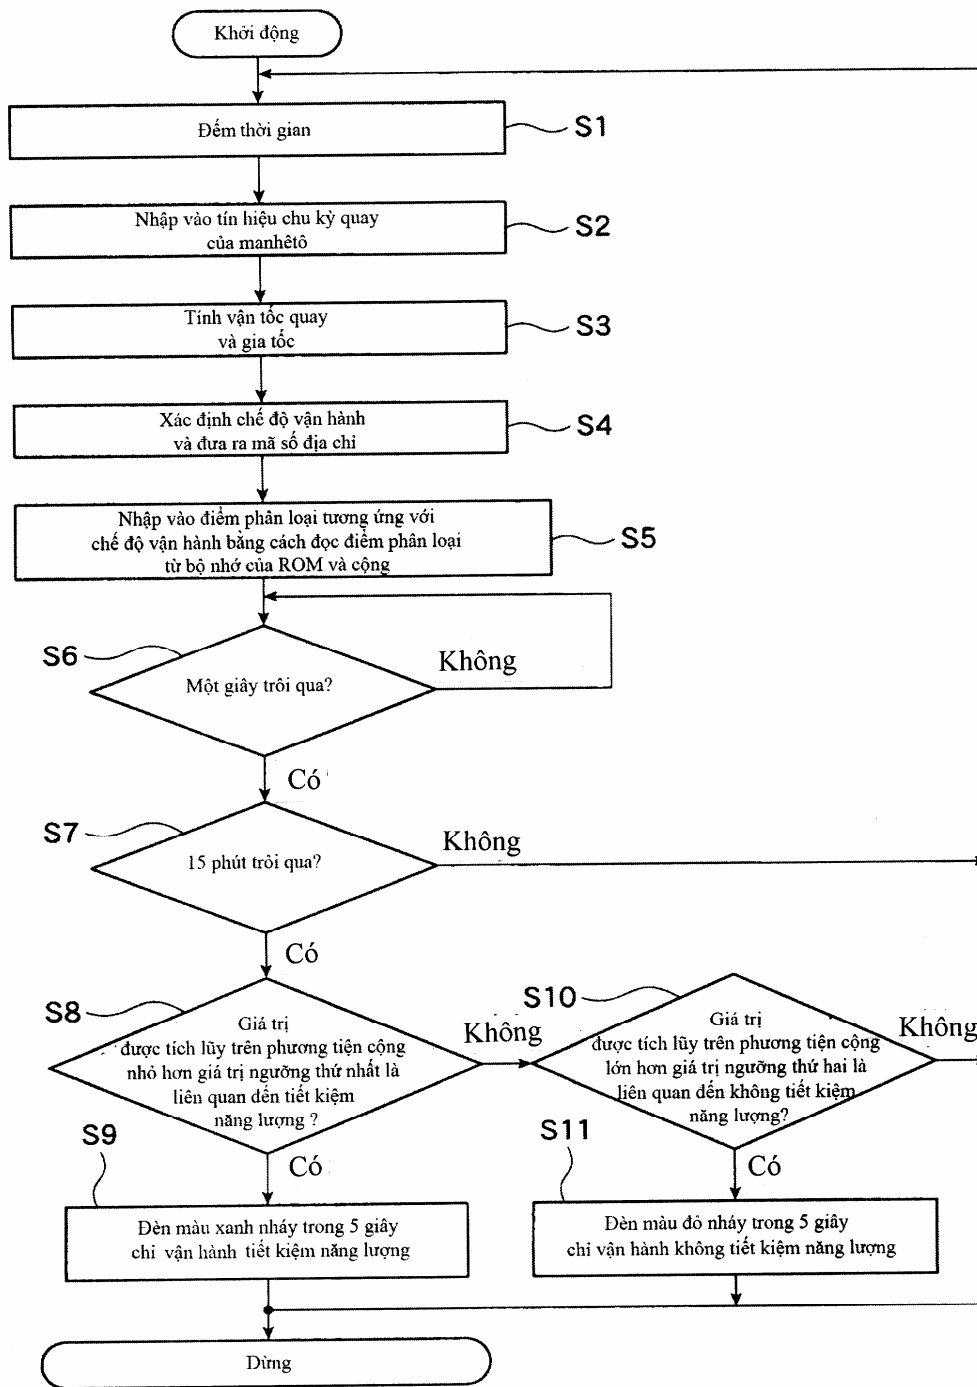 Khởi động
Đếm thời gian
S1
Nhập vào tín hiệu chu kỳ quay
của manhêtô
S2
Tính vận tốc quay
và gia tốc
S3
Xác định chế độ vận hành
và đưa ra mã số địa chỉ
S4
Nhập vào điểm phân loại tương ứng với
chế độ vận hành bằng cách đọc điểm phân loại
từ bộ nhớ của ROM và cộng
S5
S6
Một giây trôi qua?
Không
Có
S7
15 phút trôi qua?
Không
Có
S8
Giá trị
được tích lũy trên phương tiện cộng
nhỏ hơn giá trị ngưỡng thứ nhất là
liên quan đến tiết kiệm
năng lượng ?
Không
Có
S10
Giá trị
được tích lũy trên phương tiện cộng
lớn hơn giá trị ngưỡng thứ hai là
liên quan đến không tiết kiệm
năng lượng?
Không
Có
S9
Đèn màu xanh nháy trong 5 giây
chỉ vận hành tiết kiệm năng lượng
S11
Đèn màu đỏ nháy trong 5 giây
chỉ vận hành không tiết kiệm năng lượng
Dừng